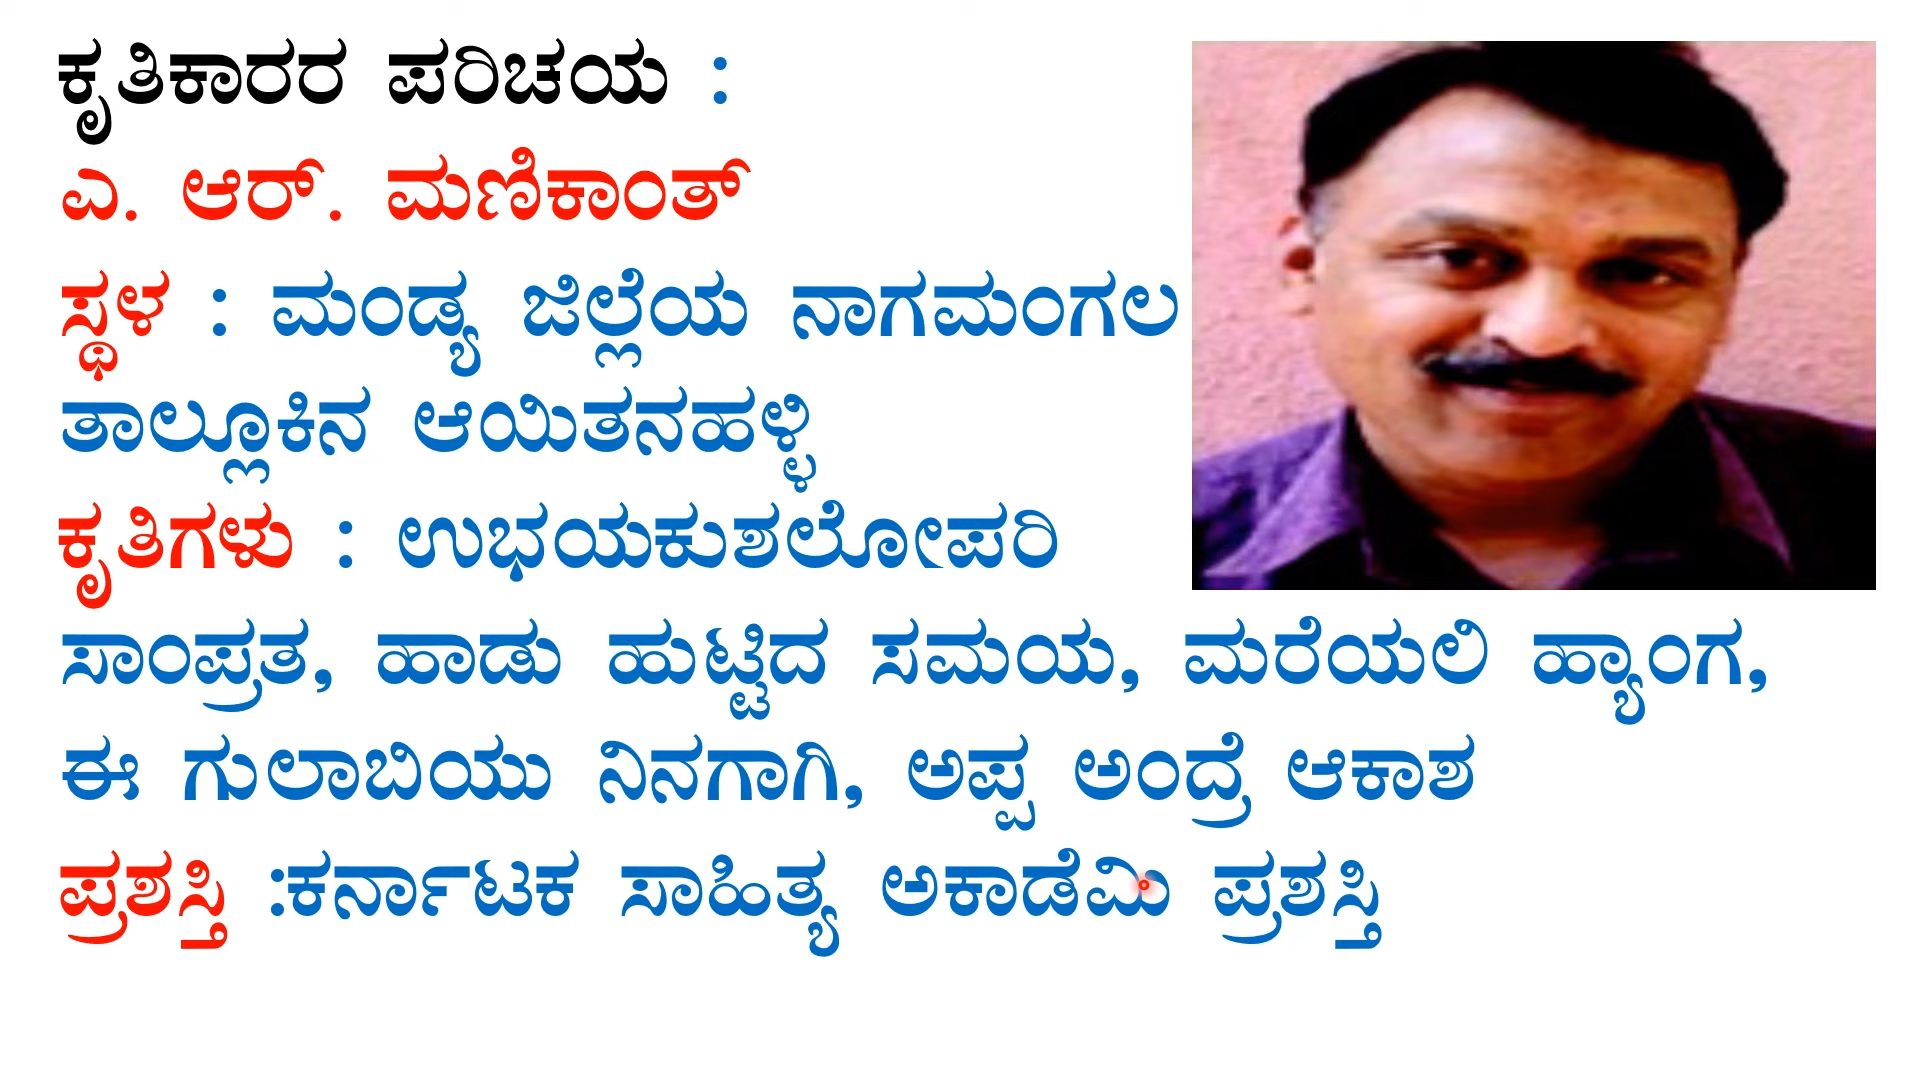 ಕೃತಿಕಾರರ ಪರಿಚಯ :
ಎ. ಆರ್. ಮಣಿಕಾಂತ್
ಸ್ಥಳ : ಮಂಡ್ಯ ಜಿಲ್ಲೆಯ ನಾಗಮಂಗಲ
ತಾಲ್ಲೂಕಿನ ಆಯಿತನಹಳ್ಳಿ
ಕೃತಿಗಳು : ಉಭಯಕುಶಲೋಪರಿ
ಸಾಂಪ್ರತ, ಹಾಡು ಹುಟ್ಟಿದ ಸಮಯ, ಮರೆಯಲಿ ಹ್ಯಾಂಗ,
ಈ ಗುಲಾಬಿಯು ನಿನಗಾಗಿ, ಅಪ್ಪ ಅಂದ್ರೆ ಆಕಾಶ
ಪ್ರಶಸ್ತಿ :ಕರ್ನಾಟಕ ಸಾಹಿತ್ಯ ಅಕಾಡೆಮಿ ಪ್ರಶಸ್ತಿ